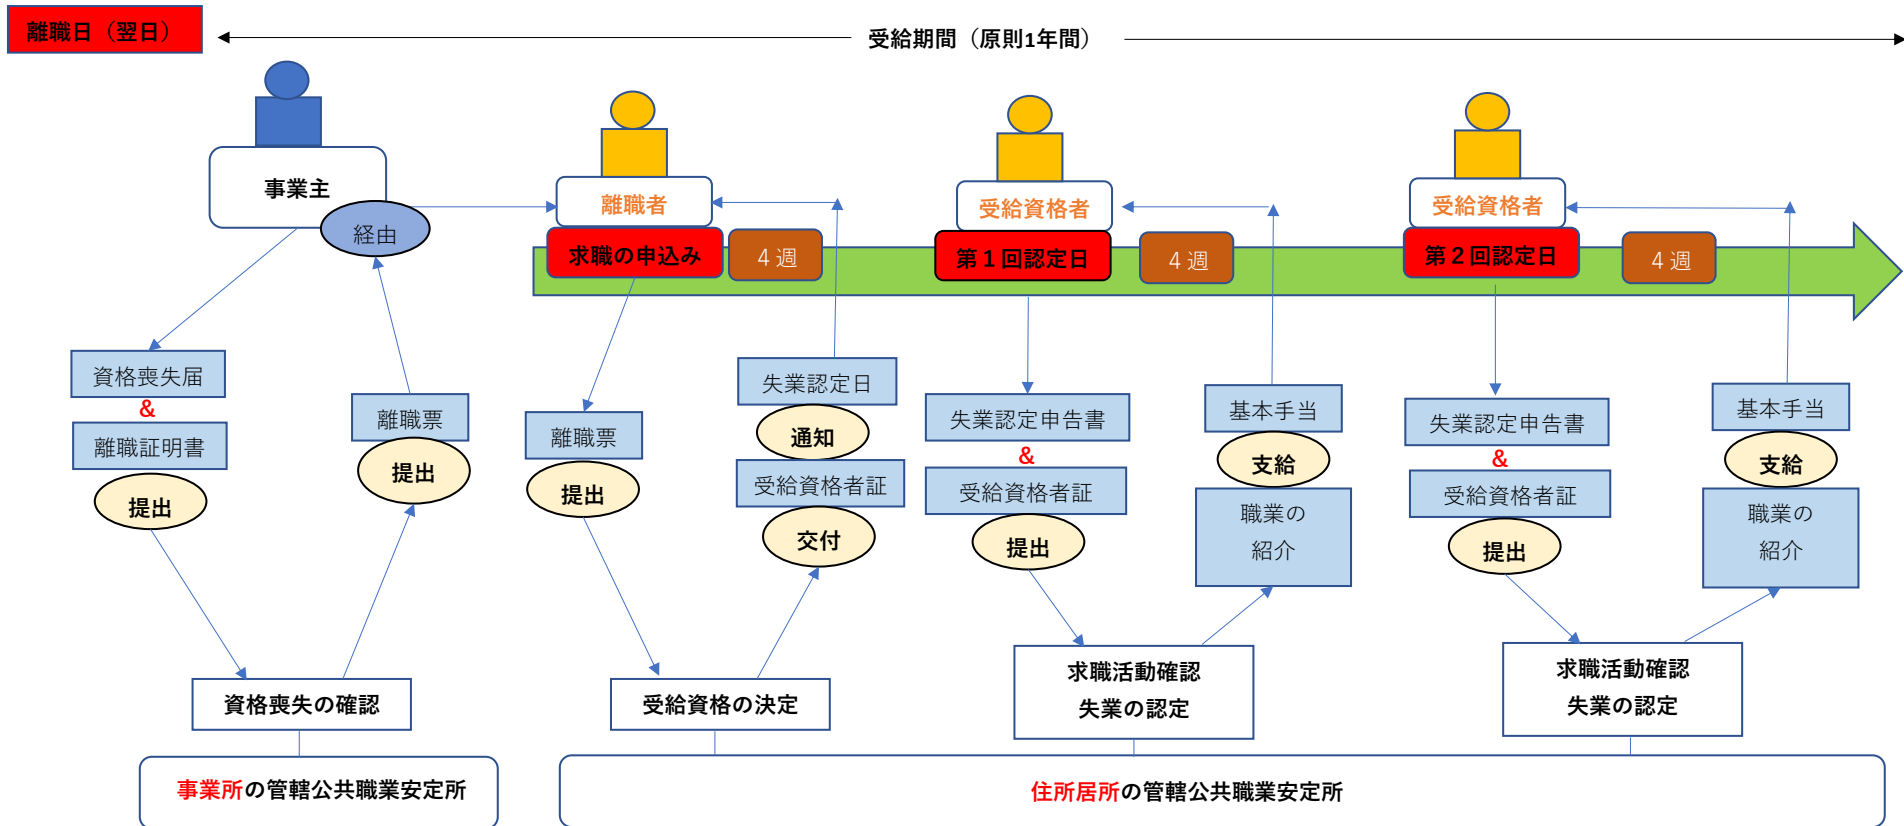 離職日（翌日）
受給期間（原則1年間）
事業主
経由
離職者
受給資格者
受給資格者
求職の申込み
４週
第１回認定日
４週
第２回認定日
４週
資格喪失届
&
離職証明書
提出
離職票
提出
資格喪失の確認
離職票
提出
受給資格の決定
失業認定日
通知
受給資格者証
交付
失業認定申告書
&
受給資格者証
提出
求職活動確認
失業の認定
基本手当
支給
職業の
紹介
失業認定申告書
&
受給資格者証
提出
求職活動確認
失業の認定
基本手当
支給
職業の
紹介
事業所の管轄公共職業安定所
住所居所の管轄公共職業安定所